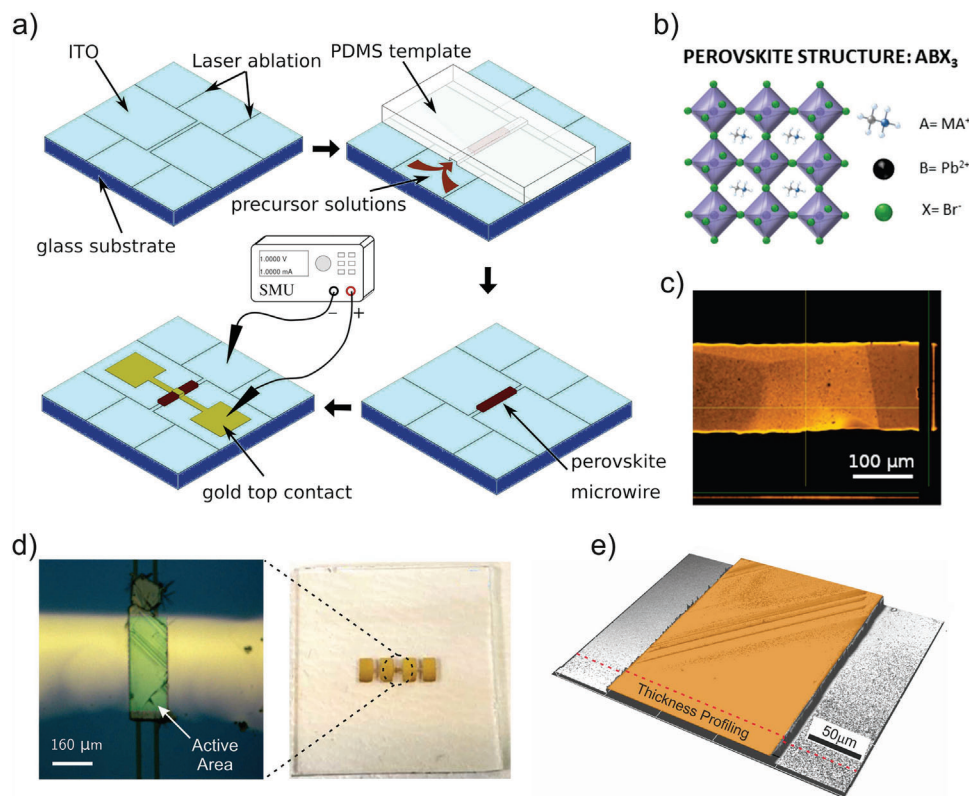 a)
ITO
Laser ablation
PDMS template
glass substrate
precursor solutions
1.0000 V
1.0000 mA
SMU
− +
gold top contact
perovskite
microwire
b)
PEROVSKITE STRUCTURE: ABX₃
A= MA⁺
B= Pb²⁺
X= Br⁻
c)
100 µm
d)
160 µm
Active
Area
e)
Thickness Profiling
50µm